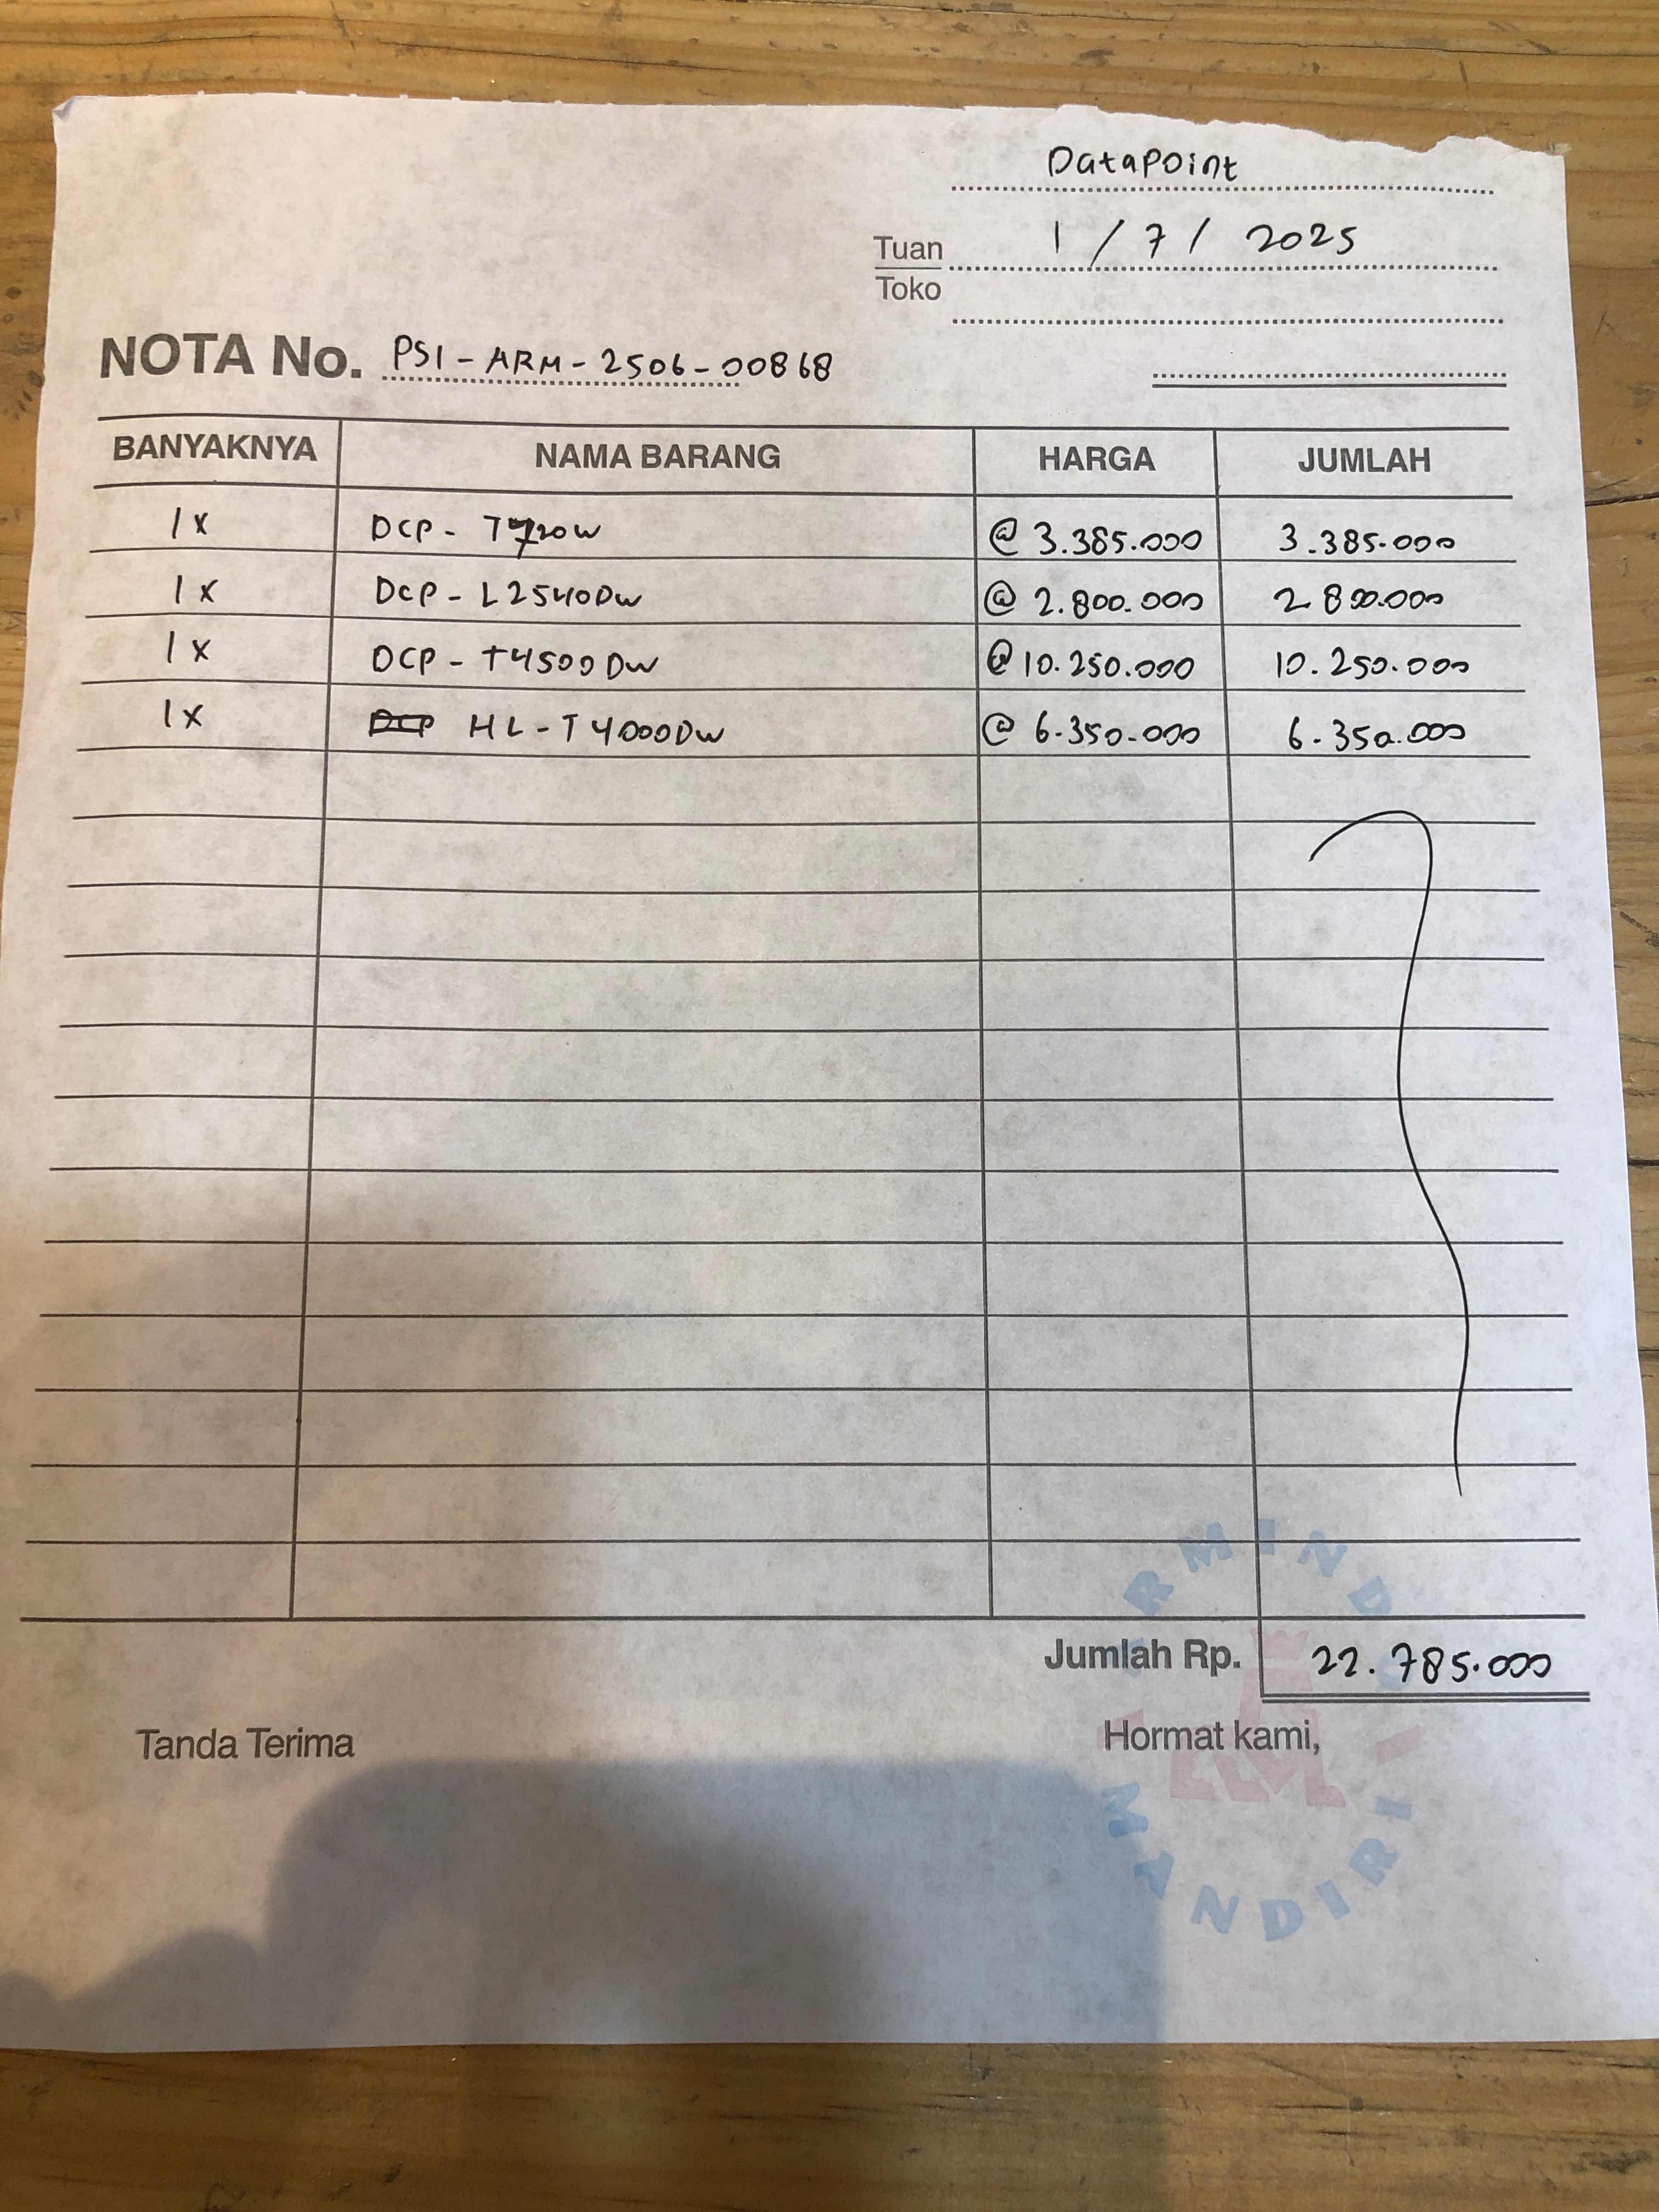 DataPoint
Tuan 1 / 7 / 2025
Toko
NOTA No. PSI - ARM - 2506 - 00868
BANYAKNYA NAMA BARANG HARGA JUMLAH
1x DCP - T720W @ 3.385.000 3.385.000
1x DCP - L2540DW @ 2.800.000 2.800.000
1x DCP - T4500DW @ 10.250.000 10.250.000
1x DCP HL - T4000DW @ 6.350.000 6.350.000
Jumlah Rp. 22.785.000
Tanda Terima Hormat kami,
MANDIRI